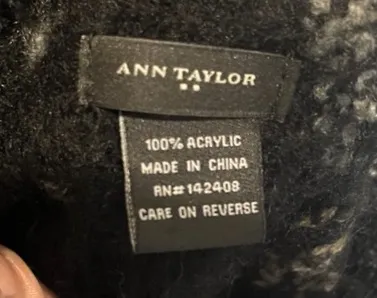 ANN TAYLOR
100% ACRYLIC
MADE IN CHINA
RN#142408
CARE ON REVERSE